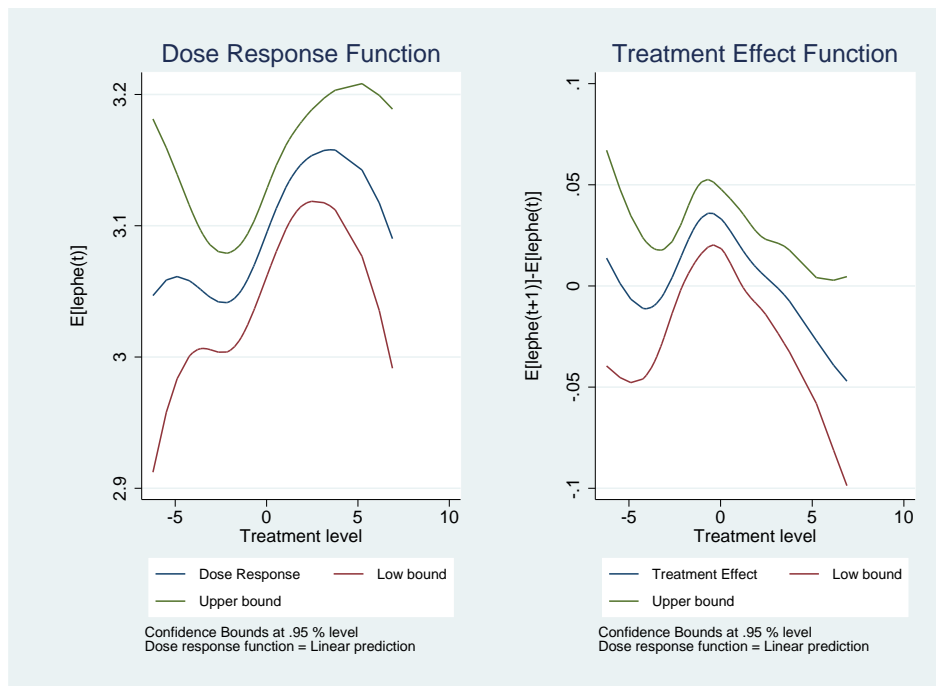 Dose Response Function
E[lephe(t)]
3.2
3.1
3
2.9
-5
0
5
10
Treatment level
Dose Response
Low bound
Upper bound
Confidence Bounds at .95 % level
Dose response function = Linear prediction
Treatment Effect Function
E[lephe(t+1)]-E[lephe(t)]
.1
.05
0
-.05
-.1
-5
0
5
10
Treatment level
Treatment Effect
Low bound
Upper bound
Confidence Bounds at .95 % level
Dose response function = Linear prediction